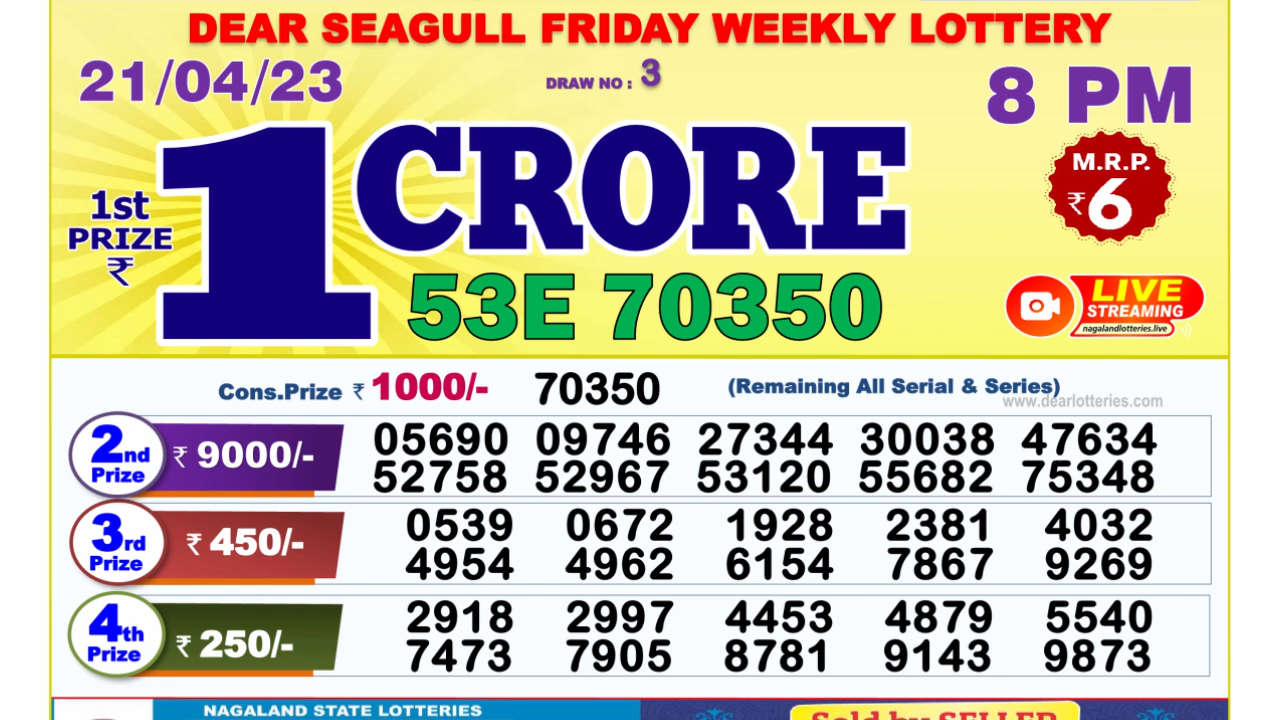 DEAR SEAGULL FRIDAY WEEKLY LOTTERY
21/04/23
DRAW NO : 3
8 PM
1st
PRIZE
₹
1 CRORE
M.R.P.
₹ 6
53E 70350
LIVE
STREAMING
nagalandlotteries.live
Cons.Prize ₹ 1000/- 70350 (Remaining All Serial & Series)
www.dearlotteries.com
2nd
Prize
₹ 9000/-
05690 09746 27344 30038 47634
52758 52967 53120 55682 75348
3rd
Prize
₹ 450/-
0539 0672 1928 2381 4032
4954 4962 6154 7867 9269
4th
Prize
₹ 250/-
2918 2997 4453 4879 5540
7473 7905 8781 9143 9873
NAGALAND STATE LOTTERIES
Sold by SELLER